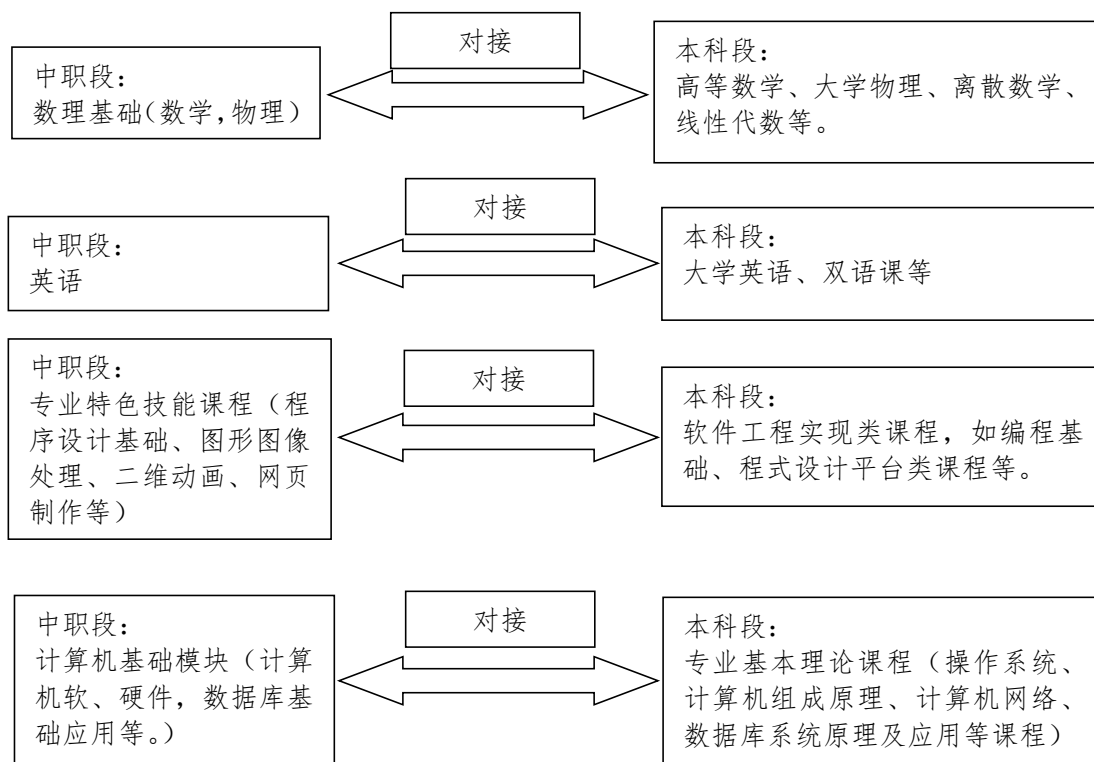 对接
中职段：
数理基础(数学,物理）
本科段：
高等数学、大学物理、离散数学、
线性代数等。
对接
中职段：
英语
本科段：
大学英语、双语课等
对接
中职段：
专业特色技能课程（程
序设计基础、图形图像
处理、二维动画、网页
制作等）
本科段：
软件工程实现类课程，如编程基
础、程式设计平台类课程等。
对接
中职段：
计算机基础模块（计算
机软、硬件，数据库基
础应用等。）
本科段：
专业基本理论课程（操作系统、
计算机组成原理、计算机网络、
数据库系统原理及应用等课程）